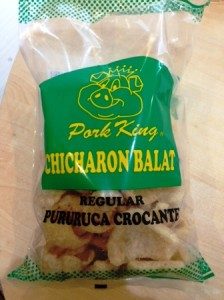 Pork King
CHICHARON BALAT
REGULAR
PURURUCA CROCANTE